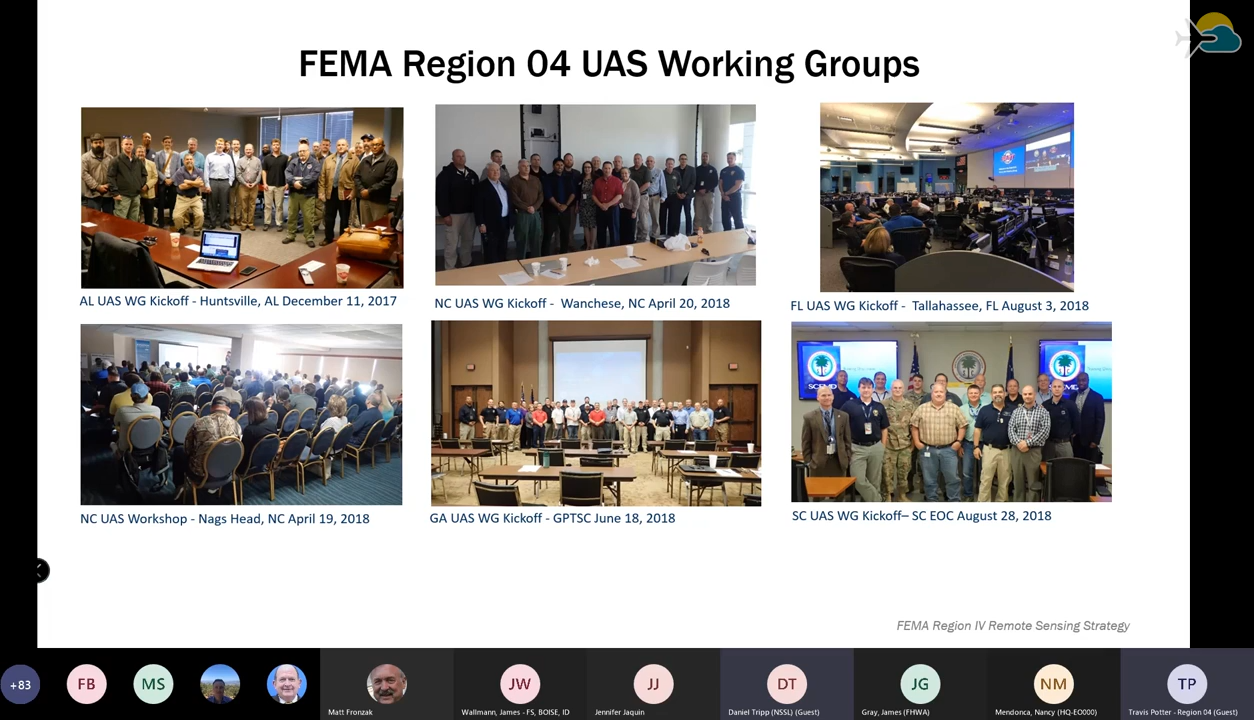 FEMA Region 04 UAS Working Groups
AL UAS WG Kickoff - Huntsville, AL December 11, 2017
NC UAS WG Kickoff - Wanchese, NC April 20, 2018
FL UAS WG Kickoff - Tallahassee, FL August 3, 2018
SCEMD
NC UAS Workshop - Nags Head, NC April 19, 2018
GA UAS WG Kickoff - GPTSC June 18, 2018
SC UAS WG Kickoff– SC EOC August 28, 2018
FEMA Region IV Remote Sensing Strategy
+83
FB
MS
Matt Fronzak
JW
Wallmann, James - FS, BOISE, ID
JJ
Jennifer Jaquin
DT
Daniel Tripp (NSSL) (Guest)
JG
Gray, James (FHWA)
NM
Mendonca, Nancy (HQ-EO000)
TP
Travis Potter - Region 04 (Guest)